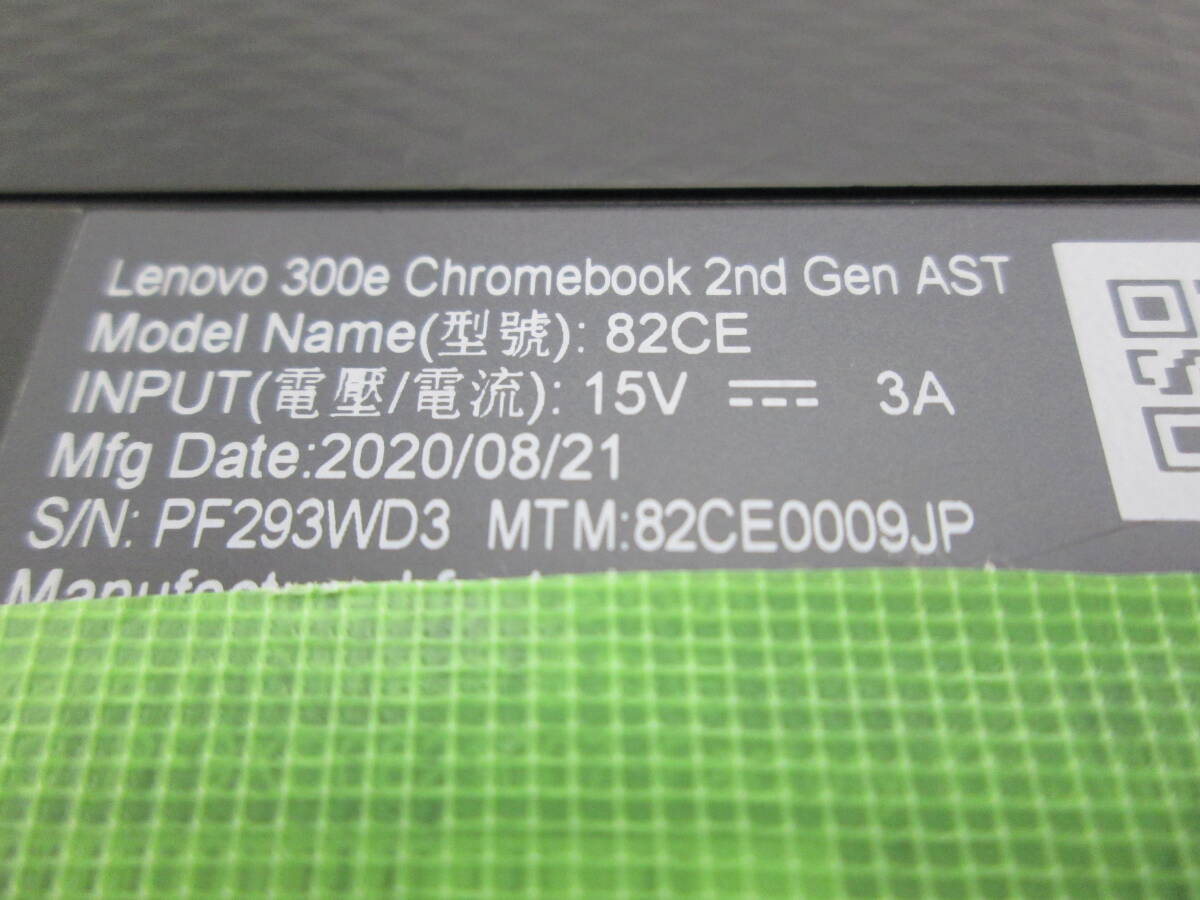 Lenovo 300e Chromebook 2nd Gen AST
Model Name(型號): 82CE
INPUT(電壓/電流): 15V ⎓ 3A
Mfg Date:2020/08/21
S/N: PF293WD3 MTM:82CE0009JP